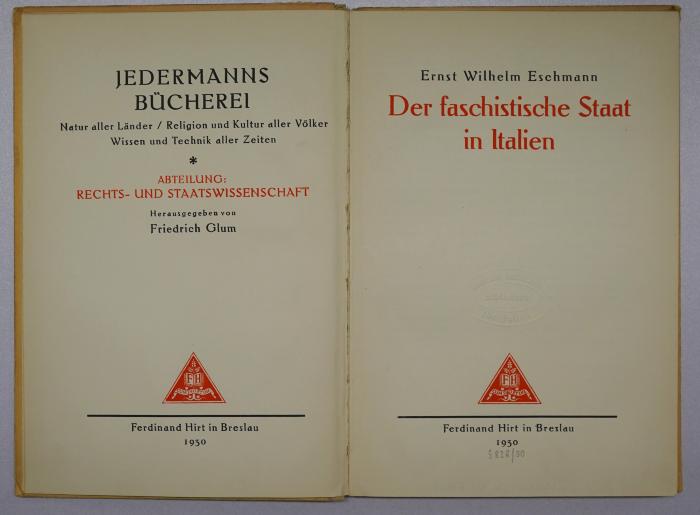 JEDERMANNS
BÜCHEREI
Natur aller Länder / Religion und Kultur aller Völker
Wissen und Technik aller Zeiten
*
ABTEILUNG:
RECHTS- UND STAATSWISSENSCHAFT
Herausgegeben von
Friedrich Glum
FH
Ferdinand Hirt in Breslau
1930
Ernst Wilhelm Eschmann
Der faschistische Staat
in Italien
FH
Ferdinand Hirt in Breslau
1930